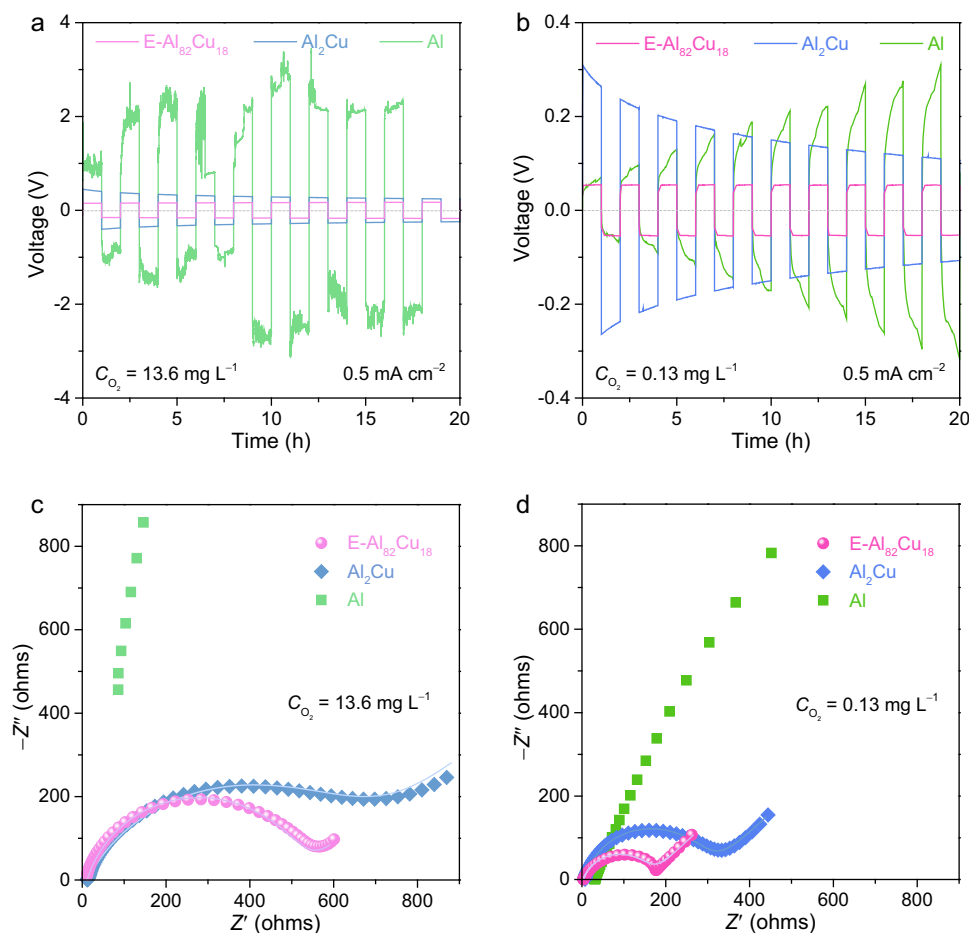 a
E-Al₈₂Cu₁₈ Al₂Cu Al
4
2
0
−2
−4
Voltage (V)
C_O₂ = 13.6 mg L⁻¹ 0.5 mA cm⁻²
0 5 10 15 20
Time (h)
b
E-Al₈₂Cu₁₈ Al₂Cu Al
0.4
0.2
0.0
−0.2
−0.4
Voltage (V)
C_O₂ = 0.13 mg L⁻¹ 0.5 mA cm⁻²
0 5 10 15 20
Time (h)
c
E-Al₈₂Cu₁₈
Al₂Cu
Al
C_O₂ = 13.6 mg L⁻¹
800
600
400
200
0
−Z″ (ohms)
0 200 400 600 800
Z′ (ohms)
d
E-Al₈₂Cu₁₈
Al₂Cu
Al
C_O₂ = 0.13 mg L⁻¹
800
600
400
200
0
−Z″ (ohms)
0 200 400 600 800
Z′ (ohms)